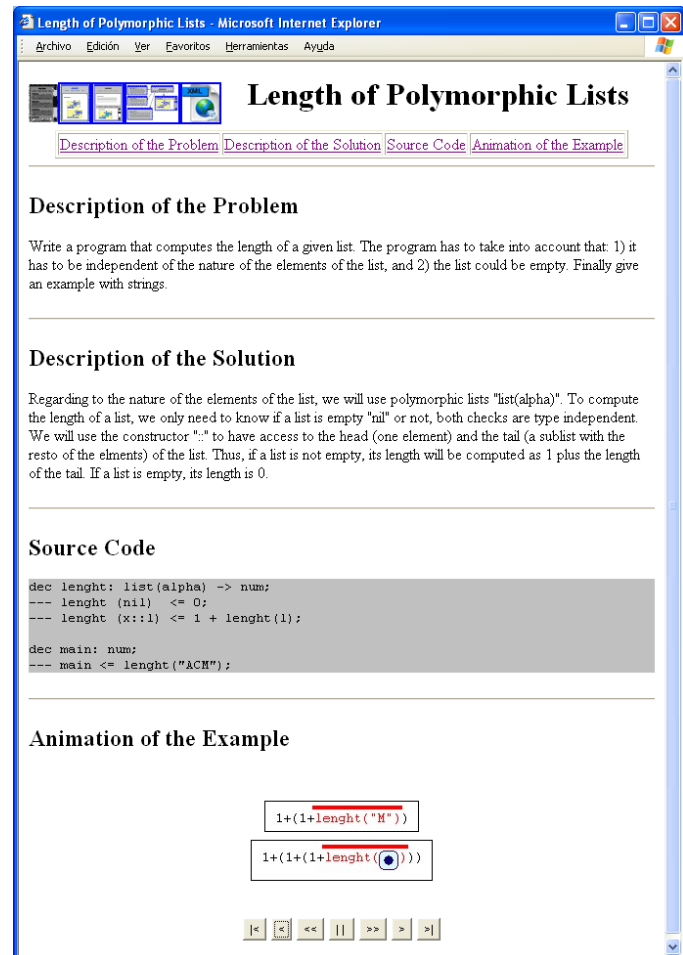 Length of Polymorphic Lists - Microsoft Internet Explorer
Archivo Edición Ver Favoritos Herramientas Ayuda
XML
Length of Polymorphic Lists
Description of the Problem Description of the Solution Source Code Animation of the Example
Description of the Problem
Write a program that computes the length of a given list. The program has to take into account that: 1) it
has to be independent of the nature of the elements of the list, and 2) the list could be empty. Finally give
an example with strings.
Description of the Solution
Regarding to the nature of the elements of the list, we will use polymorphic lists "list(alpha)". To compute
the length of a list, we only need to know if a list is empty "nil" or not, both checks are type independent.
We will use the constructor "::" to have access to the head (one element) and the tail (a sublist with the
resto of the elments) of the list. Thus, if a list is not empty, its length will be computed as 1 plus the length
of the tail. If a list is empty, its length is 0.
Source Code
dec lenght: list(alpha) -> num;
--- lenght (nil) <= 0;
--- lenght (x::l) <= 1 + lenght(l);
dec main: num;
--- main <= lenght("ACM");
Animation of the Example
1+(1+lenght("M"))
1+(1+(1+lenght(●)))
|< < << || >> > >|